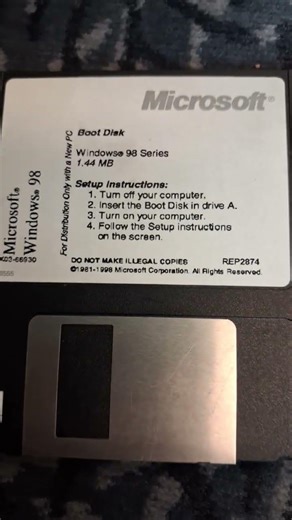 Microsoft®
Boot Disk
Windows® 98 Series
1.44 MB
Setup Instructions:
1. Turn off your computer.
2. Insert the Boot Disk in drive A.
3. Turn on your computer.
4. Follow the Setup instructions
on the screen.
DO NOT MAKE ILLEGAL COPIES REP2874
©1981-1998 Microsoft Corporation. All Rights Reserved.
For Distribution Only with a New PC
Microsoft®
Windows® 98